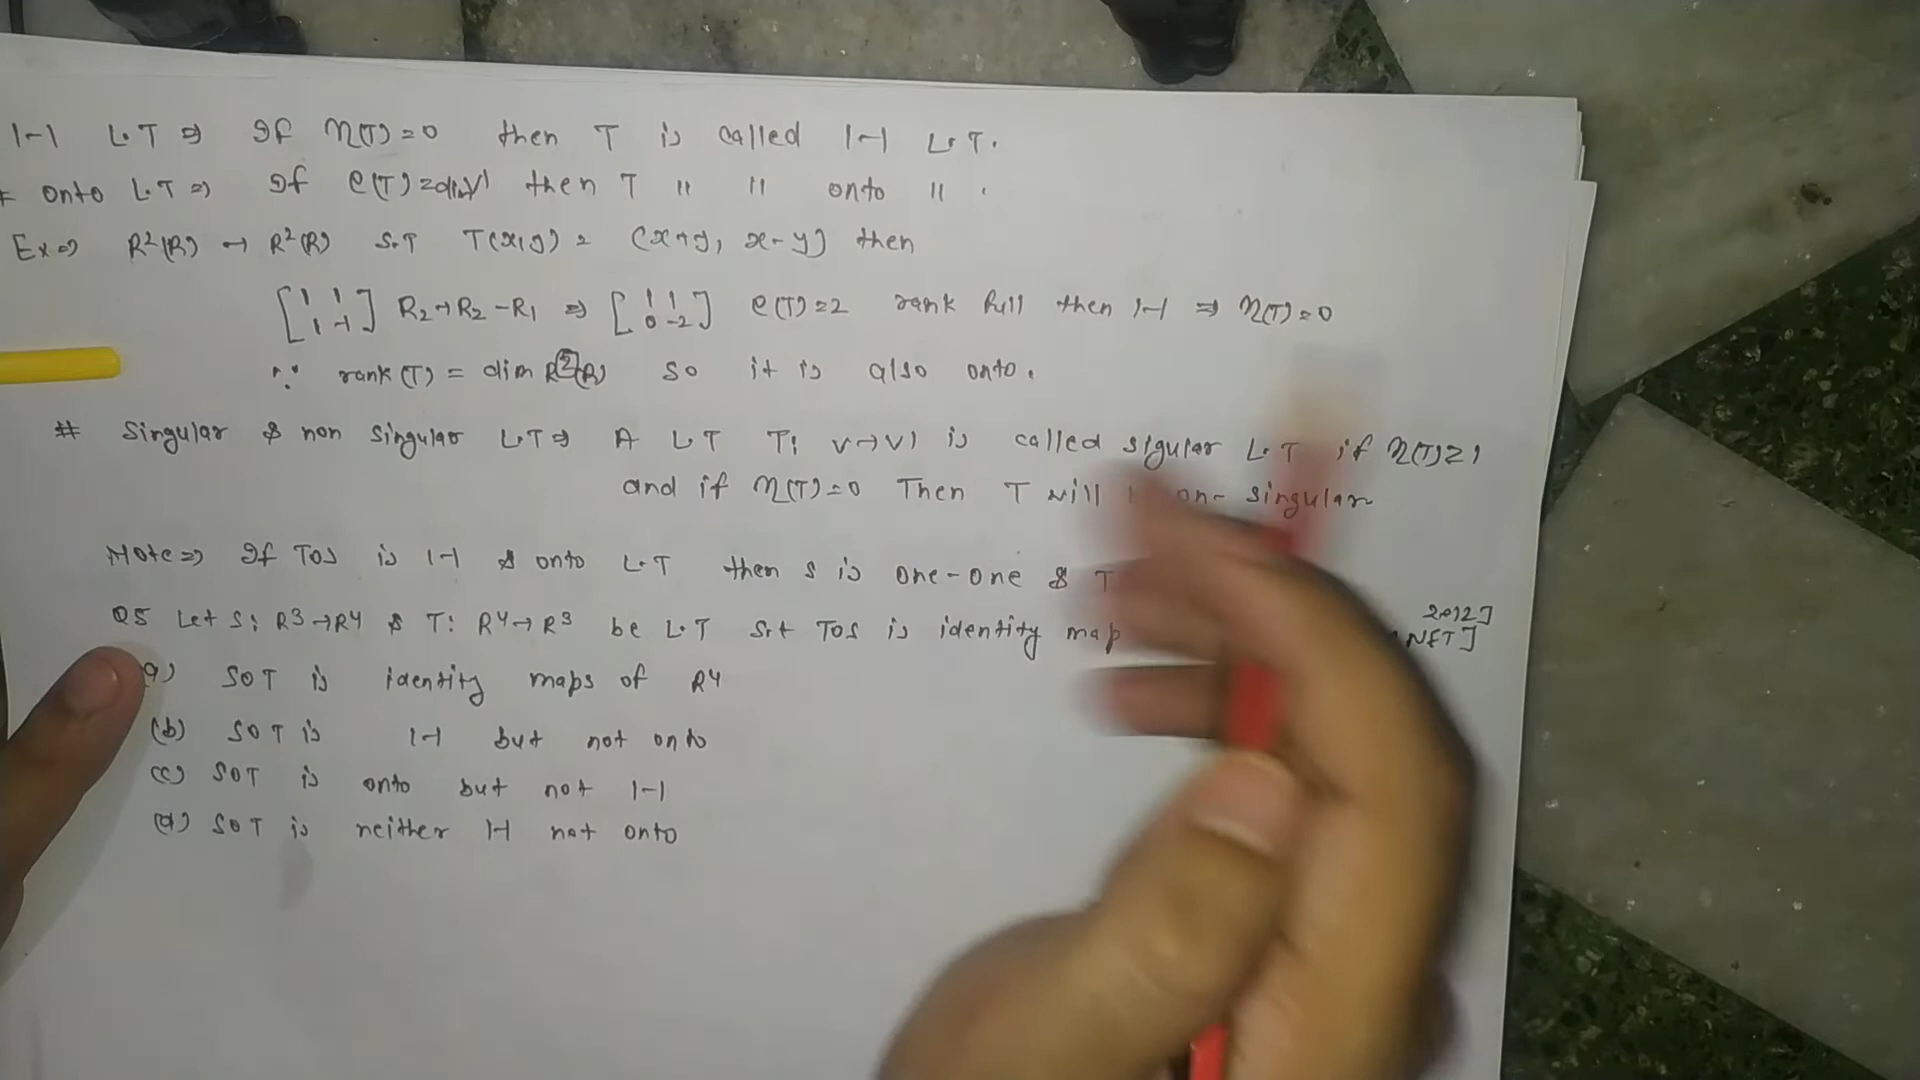 1-1 L.T ⇒ If η(T)=0 then T is called 1-1 L.T.
onto L.T ⇒ If ρ(T)=dimV' then T " " onto " .
Ex ⇒ R²(R) → R²(R) S.T T(x,y) = (x+y, x-y) then
[1 1 1 -1] R₂→R₂-R₁ ⇒ [1 1 0 -2] ρ(T)=2 rank full then 1-1 ⇒ η(T)=0
∵ rank(T) = dim R²(R) so it is also onto.
# Singular & non singular L.T ⇒ A L.T T: V→V' is called sigular L.T if η(T)≥1
and if η(T)=0 Then T will singular
Note ⇒ If TOS is 1-1 & onto L.T then S is one-one & T
Q5 Let S: R³→R⁴ & T: R⁴→R³ be L.T S.t TOS is identity map 2012]
NET]
(a) SOT is identity maps of R⁴
(b) SOT is 1-1 but not onto
(c) SOT is onto but not 1-1
(d) SOT is neither 1-1 not onto